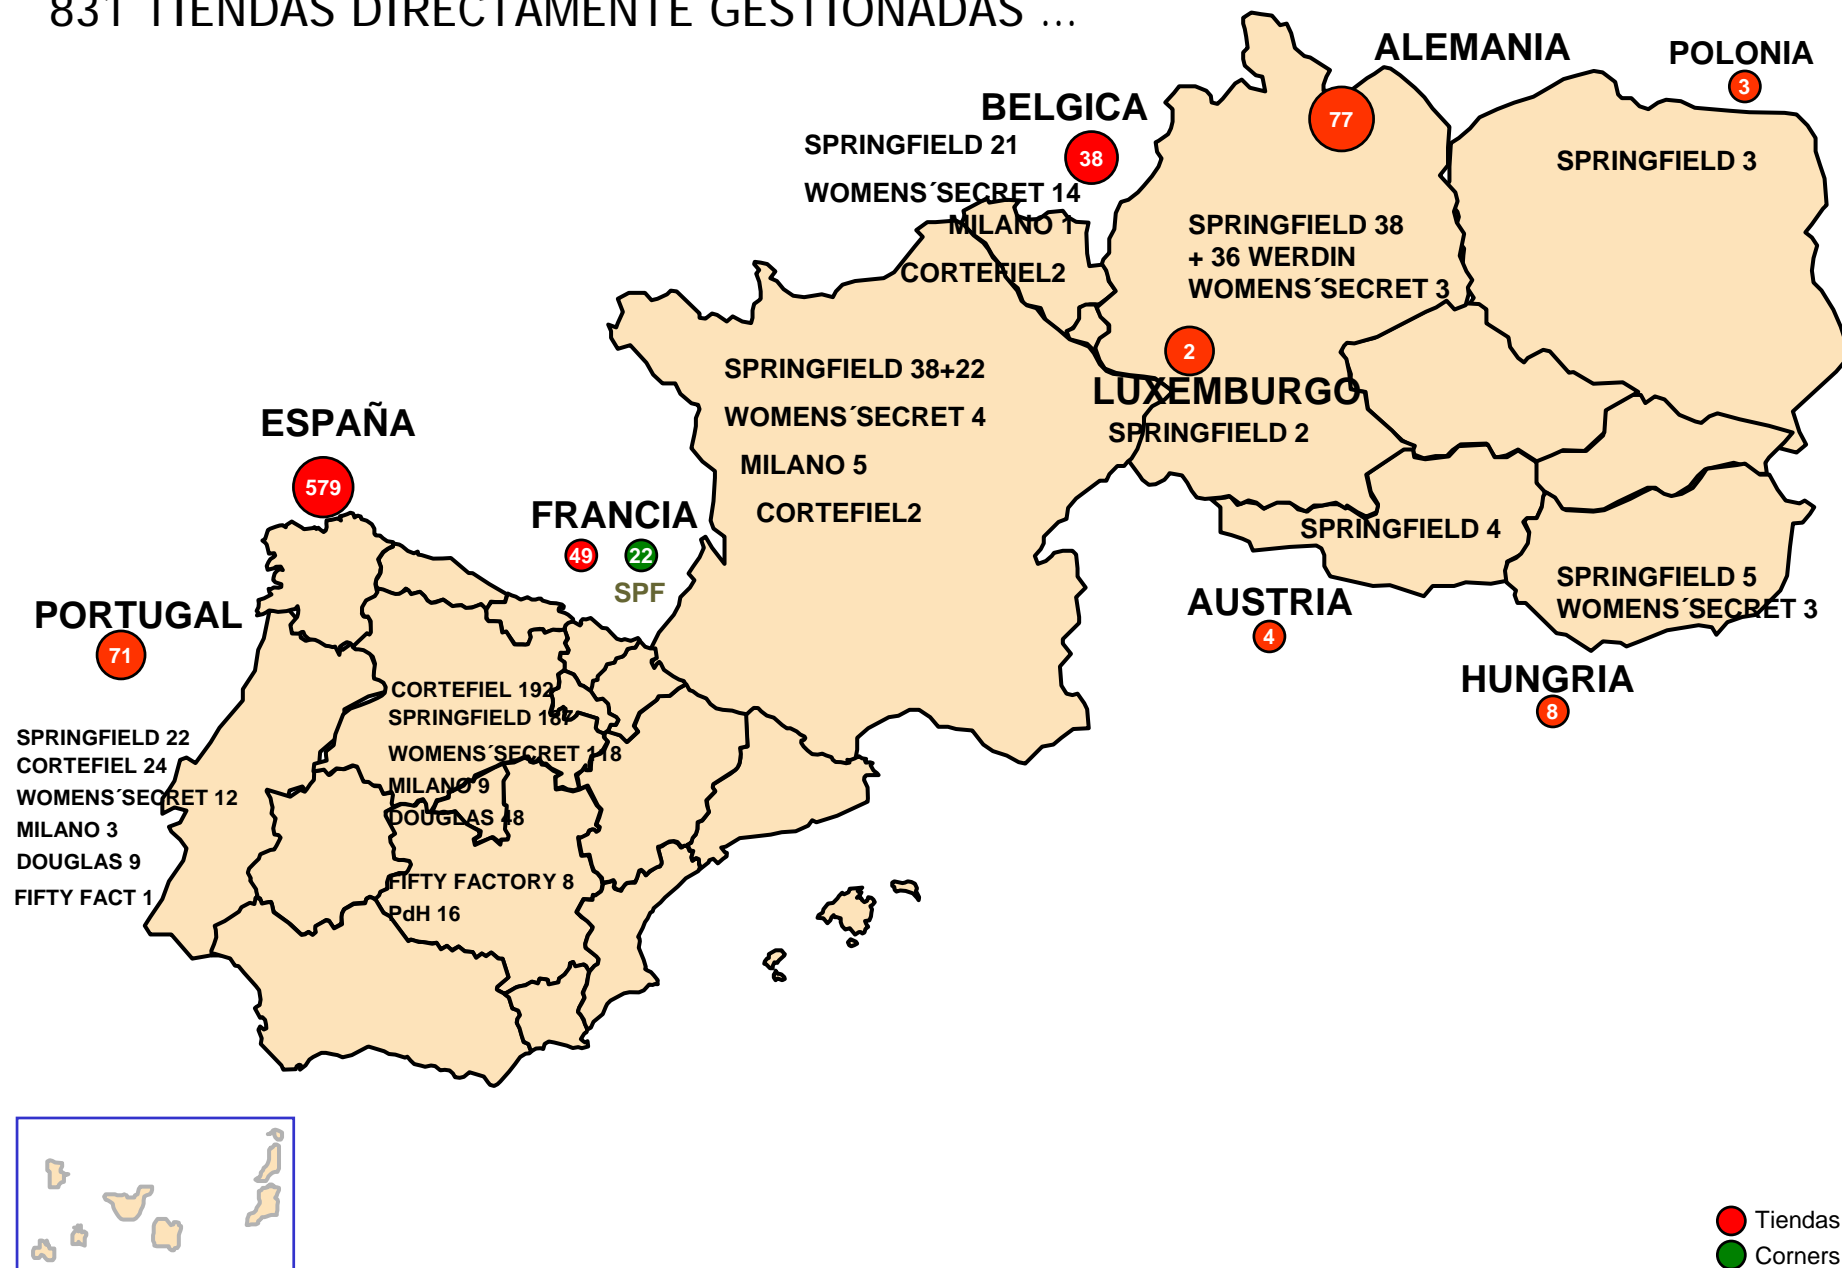 831 TIENDAS DIRECTAMENTE GESTIONADAS ...
ALEMANIA
77
SPRINGFIELD 38
+ 36 WERDIN
WOMENS´SECRET 3
POLONIA
3
SPRINGFIELD 3
BELGICA
38
SPRINGFIELD 21
WOMENS´SECRET 14
MILANO 1
CORTEFIEL2
2
LUXEMBURGO
SPRINGFIELD 2
SPRINGFIELD 38+22
WOMENS´SECRET 4
MILANO 5
CORTEFIEL2
ESPAÑA
579
FRANCIA
49
22
SPF
SPRINGFIELD 4
AUSTRIA
4
SPRINGFIELD 5
WOMENS´SECRET 3
HUNGRIA
8
PORTUGAL
71
SPRINGFIELD 22
CORTEFIEL 24
WOMENS´SECRET 12
MILANO 3
DOUGLAS 9
FIFTY FACT 1
CORTEFIEL 192
SPRINGFIELD 187
WOMENS´SECRET 118
MILANO 9
DOUGLAS 48
FIFTY FACTORY 8
PdH 16
Tiendas
Corners